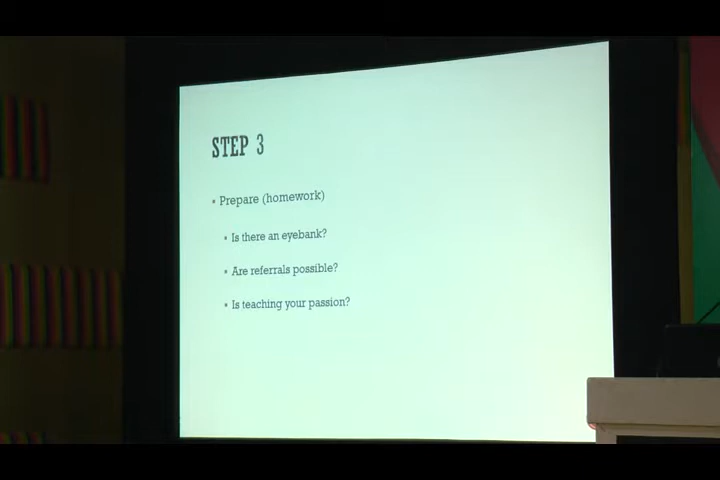 STEP 3
Prepare (homework)
Is there an eyebank?
Are referrals possible?
Is teaching your passion?